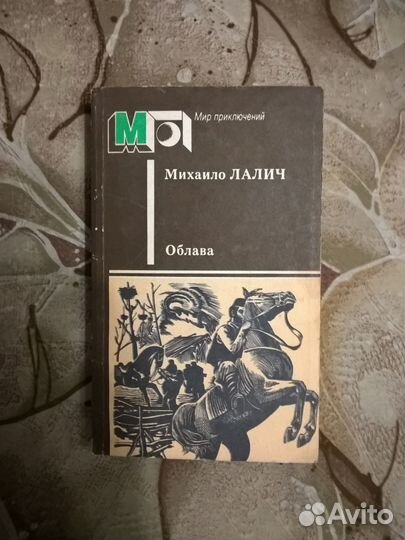 МП
Мир приключений
Михаило ЛАЛИЧ
Облава
Avito